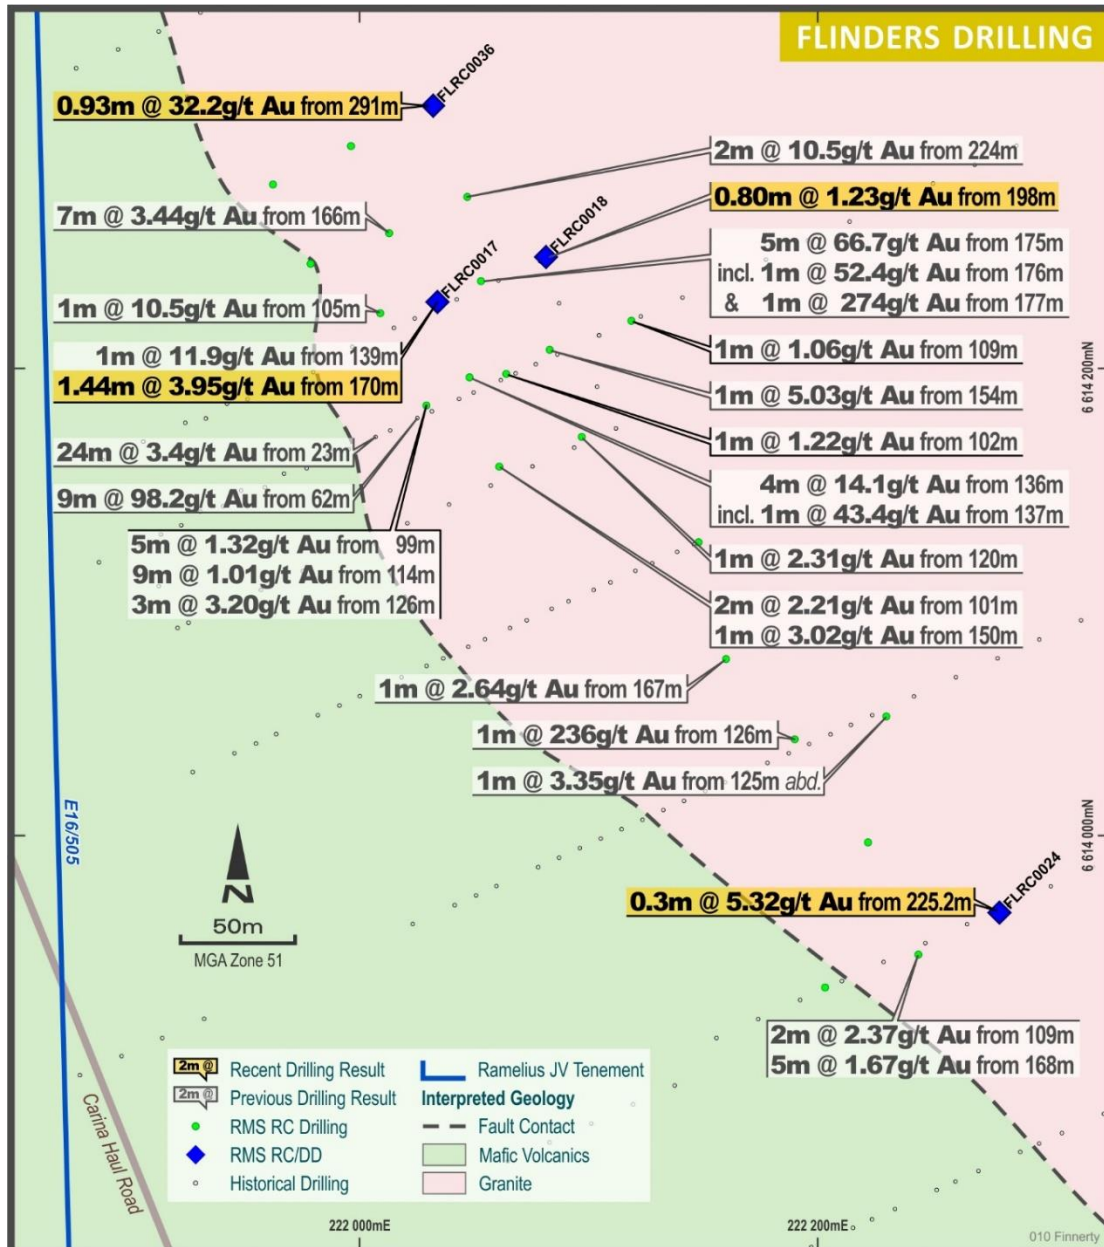 FLINDERS DRILLING
FLRC0036
0.93m @ 32.2g/t Au from 291m
2m @ 10.5g/t Au from 224m
FLRC0018
0.80m @ 1.23g/t Au from 198m
7m @ 3.44g/t Au from 166m
FLRC0017
5m @ 66.7g/t Au from 175m
incl. 1m @ 52.4g/t Au from 176m
& 1m @ 274g/t Au from 177m
1m @ 10.5g/t Au from 105m
1m @ 11.9g/t Au from 139m
1.44m @ 3.95g/t Au from 170m
1m @ 1.06g/t Au from 109m
6 614 200mN
1m @ 5.03g/t Au from 154m
24m @ 3.4g/t Au from 23m
1m @ 1.22g/t Au from 102m
9m @ 98.2g/t Au from 62m
4m @ 14.1g/t Au from 136m
incl. 1m @ 43.4g/t Au from 137m
5m @ 1.32g/t Au from 99m
9m @ 1.01g/t Au from 114m
3m @ 3.20g/t Au from 126m
1m @ 2.31g/t Au from 120m
2m @ 2.21g/t Au from 101m
1m @ 3.02g/t Au from 150m
1m @ 2.64g/t Au from 167m
1m @ 236g/t Au from 126m
1m @ 3.35g/t Au from 125m abd.
E16/505
6 614 000mN
N
50m
MGA Zone 51
FLRC0024
0.3m @ 5.32g/t Au from 225.2m
2m @ 2.37g/t Au from 109m
5m @ 1.67g/t Au from 168m
Carina Haul Road
2m @ Recent Drilling Result
2m @ Previous Drilling Result
RMS RC Drilling
RMS RC/DD
Historical Drilling
Ramelius JV Tenement
Interpreted Geology
Fault Contact
Mafic Volcanics
Granite
222 000mE
222 200mE
010 Finnerty